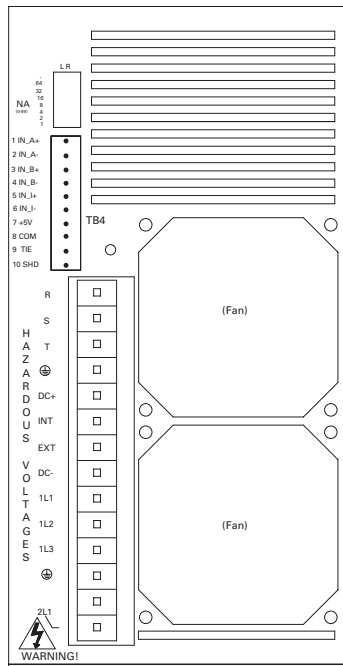 L R
-
64
32
16
8
4
2
1
NA
(0-99)
1 IN_A+
2 IN_A-
3 IN_B+
4 IN_B-
5 IN_I+
6 IN_I-
7 +5V
8 COM
9 TIE
10 SHD
TB4
(Fan)
R
S
T
DC+
INT
EXT
DC-
1L1
1L2
1L3
2L1
HAZARDOUS VOLTAGES
(Fan)
WARNING!